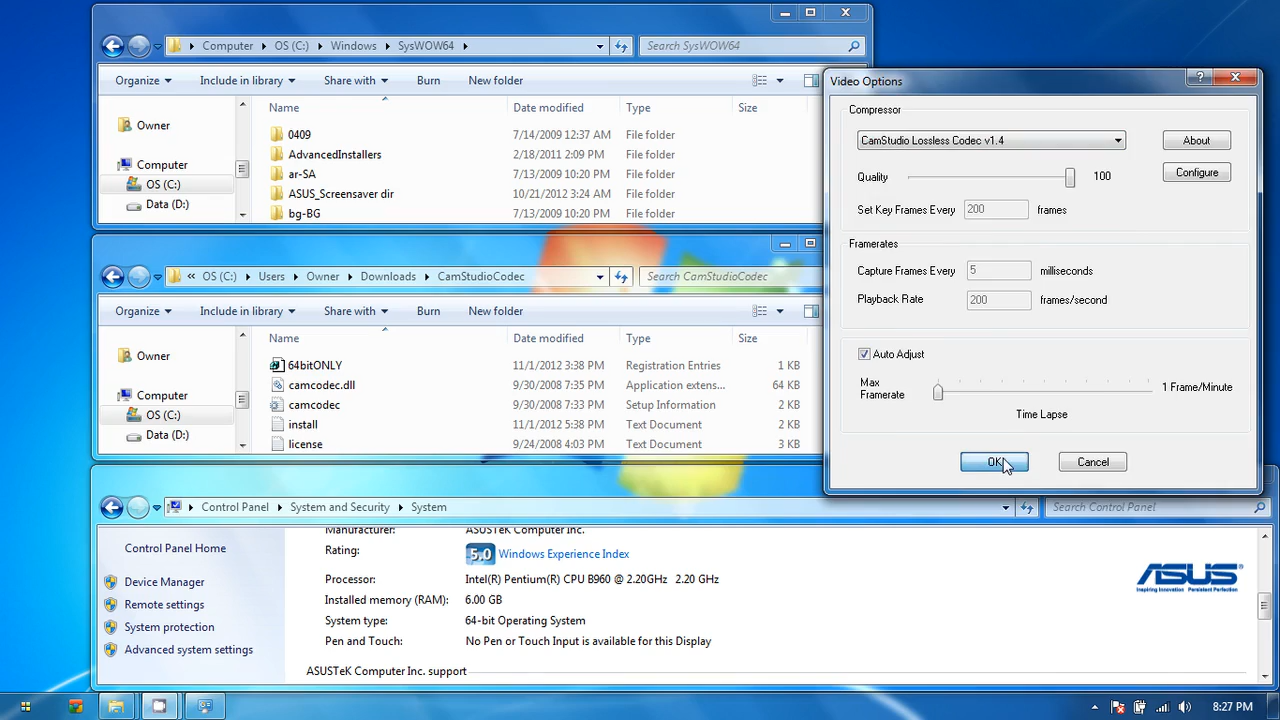 Computer ▸ OS (C:) ▸ Windows ▸ SysWOW64 ▸ Search SysWOW64
Organize Include in library Share with Burn New folder
Name Date modified Type Size
Owner
Computer
OS (C:)
Data (D:)
0409 7/14/2009 12:37 AM File folder
AdvancedInstallers 2/18/2011 2:09 PM File folder
ar-SA 7/13/2009 10:20 PM File folder
ASUS_Screensaver dir 10/21/2012 3:24 AM File folder
bg-BG 7/13/2009 10:20 PM File folder
Video Options
Compressor
CamStudio Lossless Codec v1.4 About
Quality 100 Configure
Set Key Frames Every 200 frames
Framerates
Capture Frames Every 5 milliseconds
Playback Rate 200 frames/second
Auto Adjust
Max
Framerate
1 Frame/Minute
Time Lapse
OK Cancel
« OS (C:) ▸ Users ▸ Owner ▸ Downloads ▸ CamStudioCodec ▸ Search CamStudioCodec
Organize Include in library Share with Burn New folder
Name Date modified Type Size
Owner
Computer
OS (C:)
Data (D:)
64bitONLY 11/1/2012 3:38 PM Registration Entries 1 KB
camcodec.dll 9/30/2008 7:35 PM Application extens... 64 KB
camcodec 9/30/2008 7:33 PM Setup Information 2 KB
install 11/1/2012 5:38 PM Text Document 2 KB
license 9/24/2008 4:03 PM Text Document 3 KB
Control Panel ▸ System and Security ▸ System Search Control Panel
Control Panel Home
Device Manager
Remote settings
System protection
Advanced system settings
Manufacturer: ASUSTeK Computer Inc.
Rating: 5.0 Windows Experience Index
Processor: Intel(R) Pentium(R) CPU B960 @ 2.20GHz 2.20 GHz
Installed memory (RAM): 6.00 GB
System type: 64-bit Operating System
Pen and Touch: No Pen or Touch Input is available for this Display
ASUSTeK Computer Inc. support
ASUS
Inspiring Innovation Persistent Perfection
8:27 PM